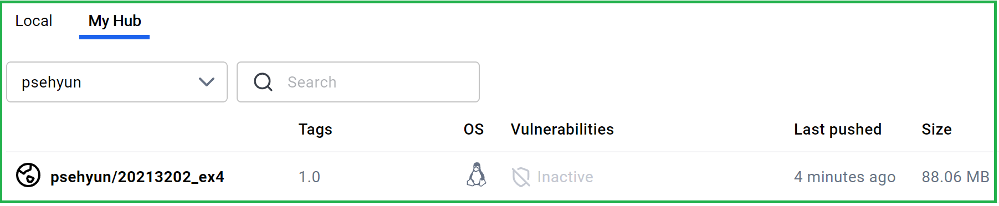 Local My Hub
psehyun Search
Tags OS Vulnerabilities Last pushed Size
psehyun/20213202_ex4 1.0 Inactive 4 minutes ago 88.06 MB